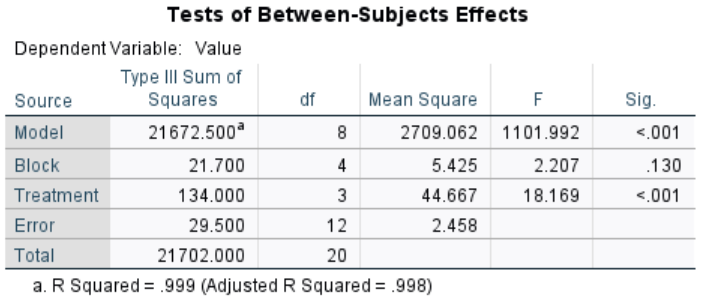 Tests of Between-Subjects Effects
Dependent Variable: Value
Source Type III Sum of Squares df Mean Square F Sig.
Model 21672.500a 8 2709.062 1101.992 <.001
Block 21.700 4 5.425 2.207 .130
Treatment 134.000 3 44.667 18.169 <.001
Error 29.500 12 2.458
Total 21702.000 20
a. R Squared = .999 (Adjusted R Squared = .998)